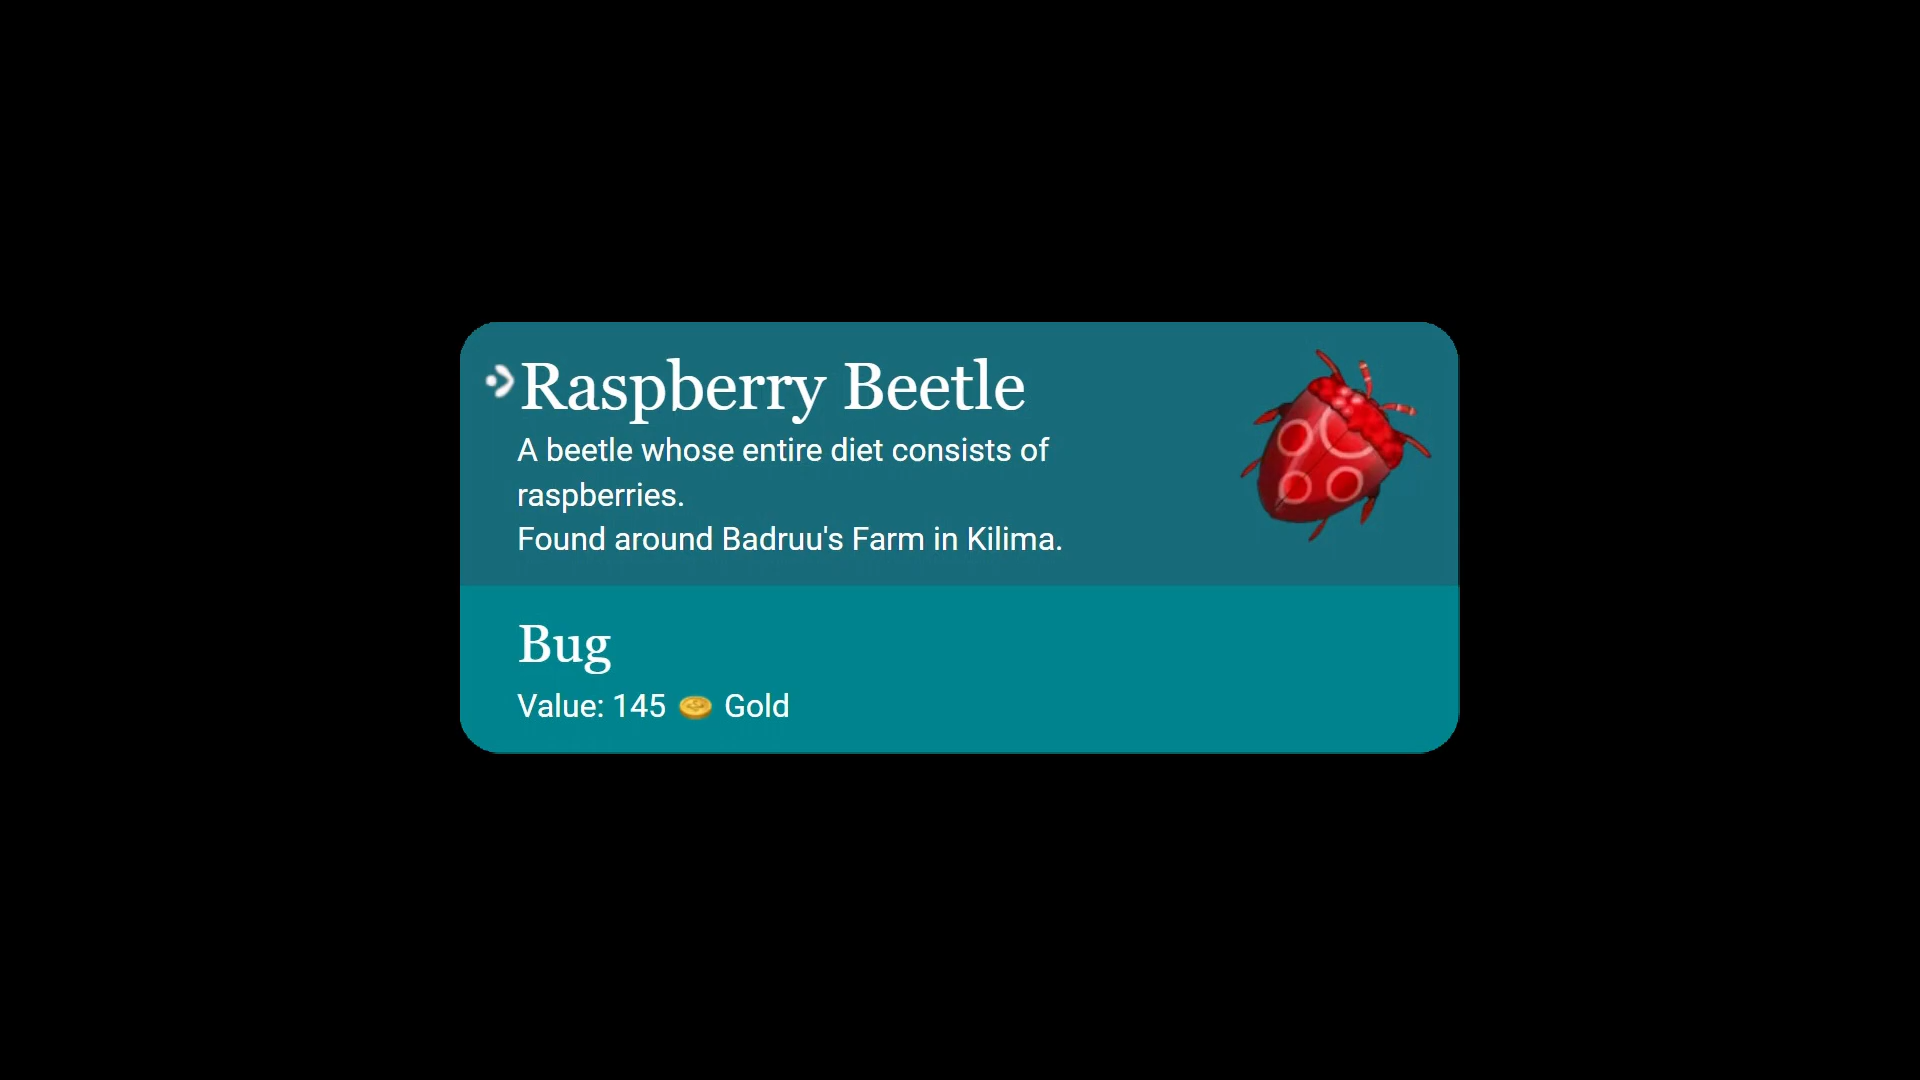 Raspberry Beetle
A beetle whose entire diet consists of
raspberries.
Found around Badruu's Farm in Kilima.
Bug
Value: 145 Gold